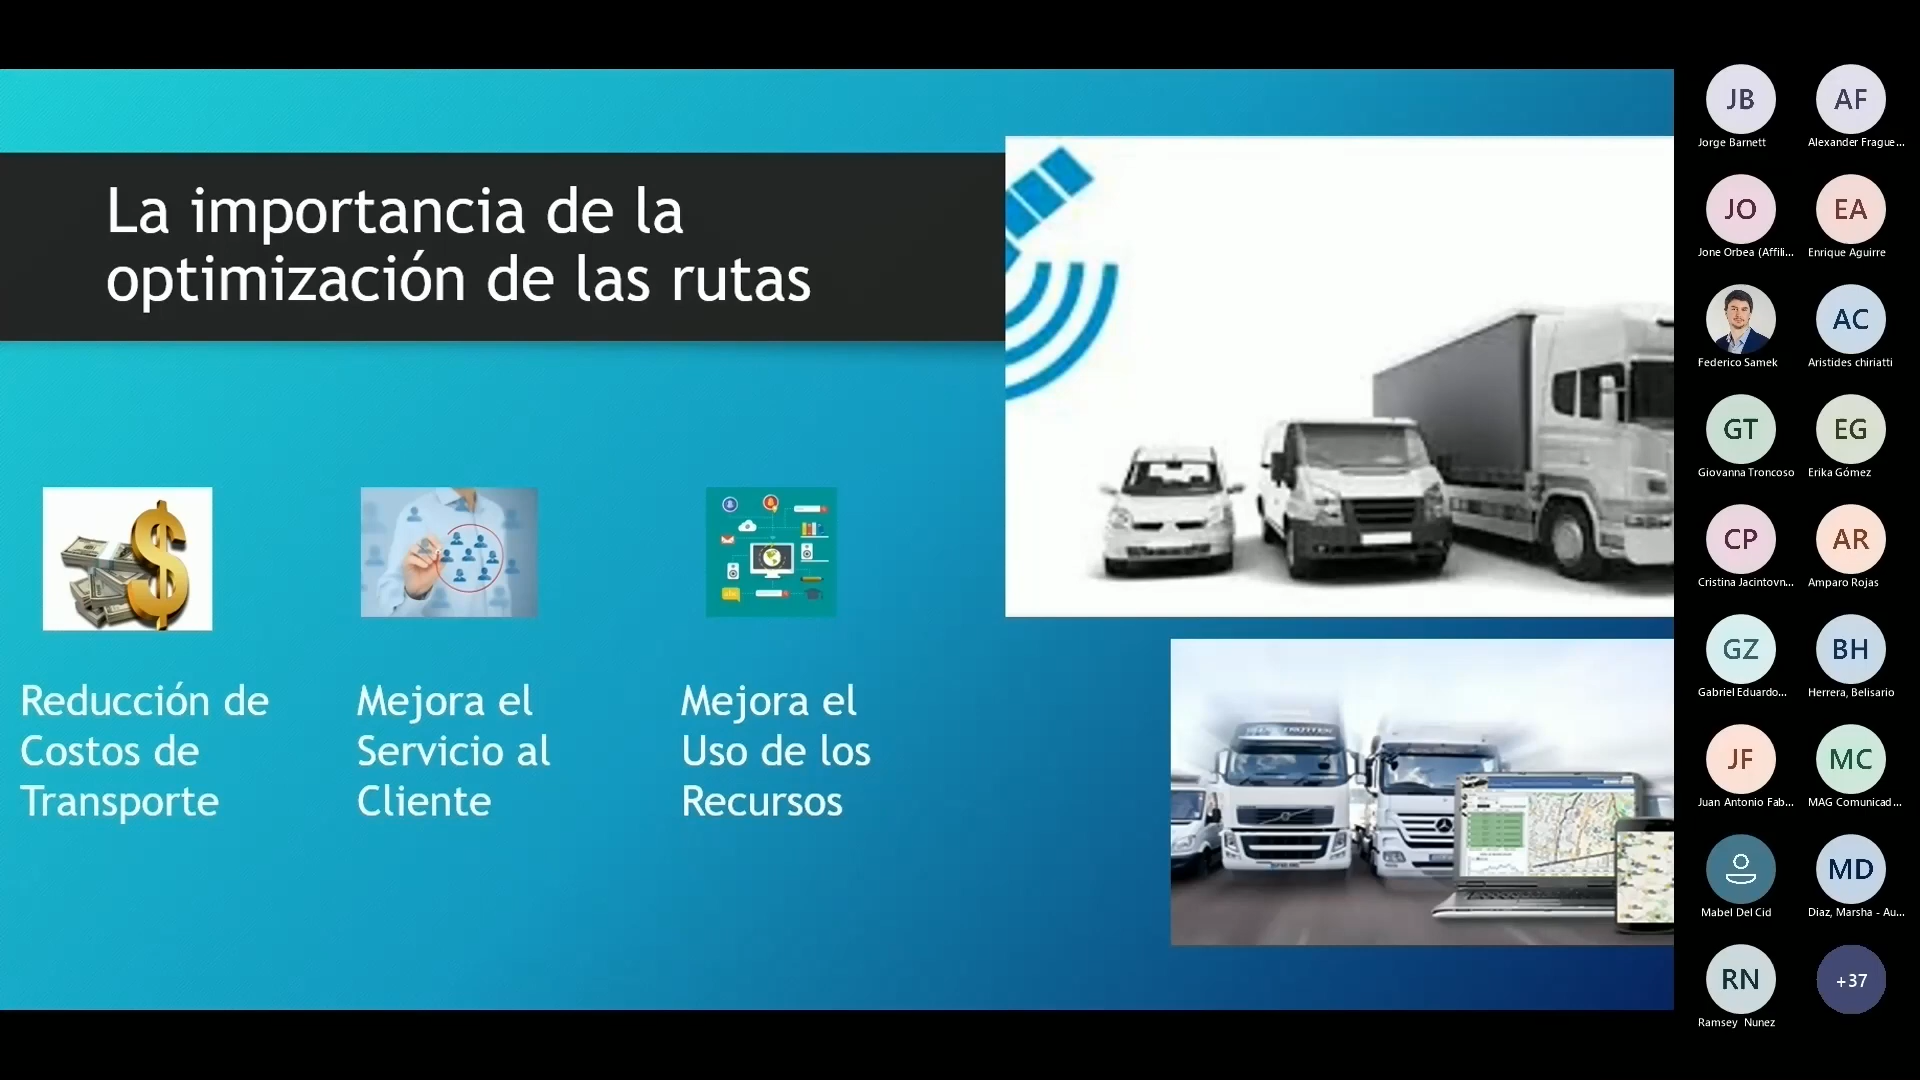 La importancia de la
optimización de las rutas
Reducción de
Costos de
Transporte
Mejora el
Servicio al
Cliente
Mejora el
Uso de los
Recursos
JB
Jorge Barnett
AF
Alexander Frague...
JO
Jone Orbea (Affili...
EA
Enrique Aguirre
Federico Samek
AC
Aristides chiriatti
GT
Giovanna Troncoso
EG
Erika Gómez
CP
Cristina Jacintovn...
AR
Amparo Rojas
GZ
Gabriel Eduardo...
BH
Herrera, Belisario
JF
Juan Antonio Fab...
MC
MAG Comunicad...
Mabel Del Cid
MD
Diaz, Marsha - Au...
RN
Ramsey Nunez
+37